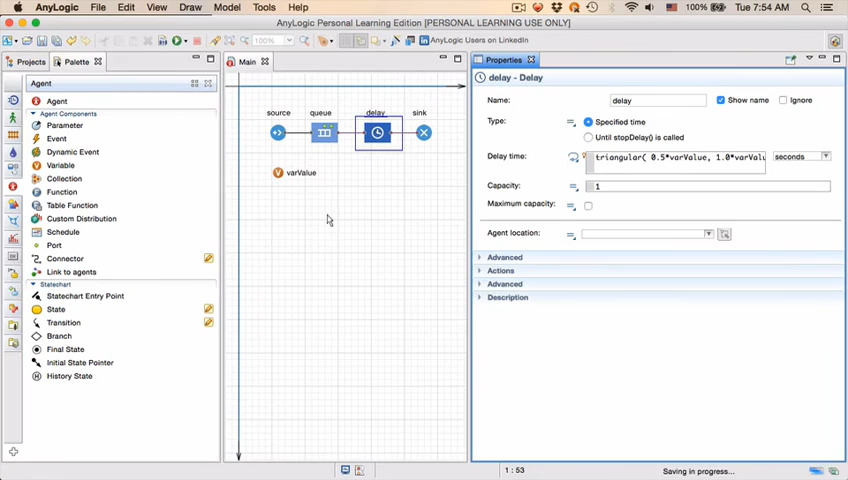 AnyLogic File Edit View Draw Model Tools Help 100% Tue 7:54 AM
AnyLogic Personal Learning Edition [PERSONAL LEARNING USE ONLY]
100% AnyLogic Users on LinkedIn
Projects Palette
Agent
Agent
Agent Components
Parameter
Event
Dynamic Event
Variable
Collection
Function
Table Function
Custom Distribution
Schedule
Port
Connector
Link to agents
Statechart
Statechart Entry Point
State
Transition
Branch
Final State
Initial State Pointer
History State
Main
source queue delay sink
V varValue
Properties
delay - Delay
Name: delay Show name Ignore
Type: Specified time
Until stopDelay() is called
Delay time: triangular( 0.5*varValue, 1.0*varValu seconds
Capacity: 1
Maximum capacity:
Agent location:
Advanced
Actions
Advanced
Description
1 : 53 Saving in progress...